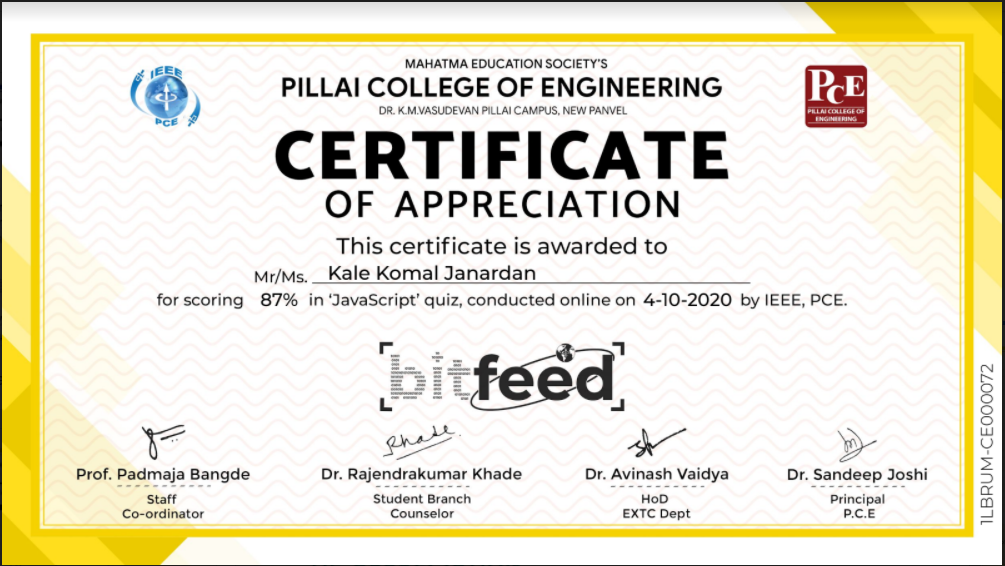 IEEE
PCE
MAHATMA EDUCATION SOCIETY'S
PILLAI COLLEGE OF ENGINEERING
DR. K.M.VASUDEVAN PILLAI CAMPUS, NEW PANVEL
PCE
PILLAI COLLEGE OF
ENGINEERING
CERTIFICATE
OF APPRECIATION
This certificate is awarded to
Mr/Ms. Kale Komal Janardan
for scoring 87% in ‘JavaScript’ quiz, conducted online on 4-10-2020 by IEEE, PCE.
bitfeed
Rhade.
Prof. Padmaja Bangde
Staff
Co-ordinator
Dr. Rajendrakumar Khade
Student Branch
Counselor
Dr. Avinash Vaidya
HoD
EXTC Dept
Dr. Sandeep Joshi
Principal
P.C.E
1LBRUM-CE000072